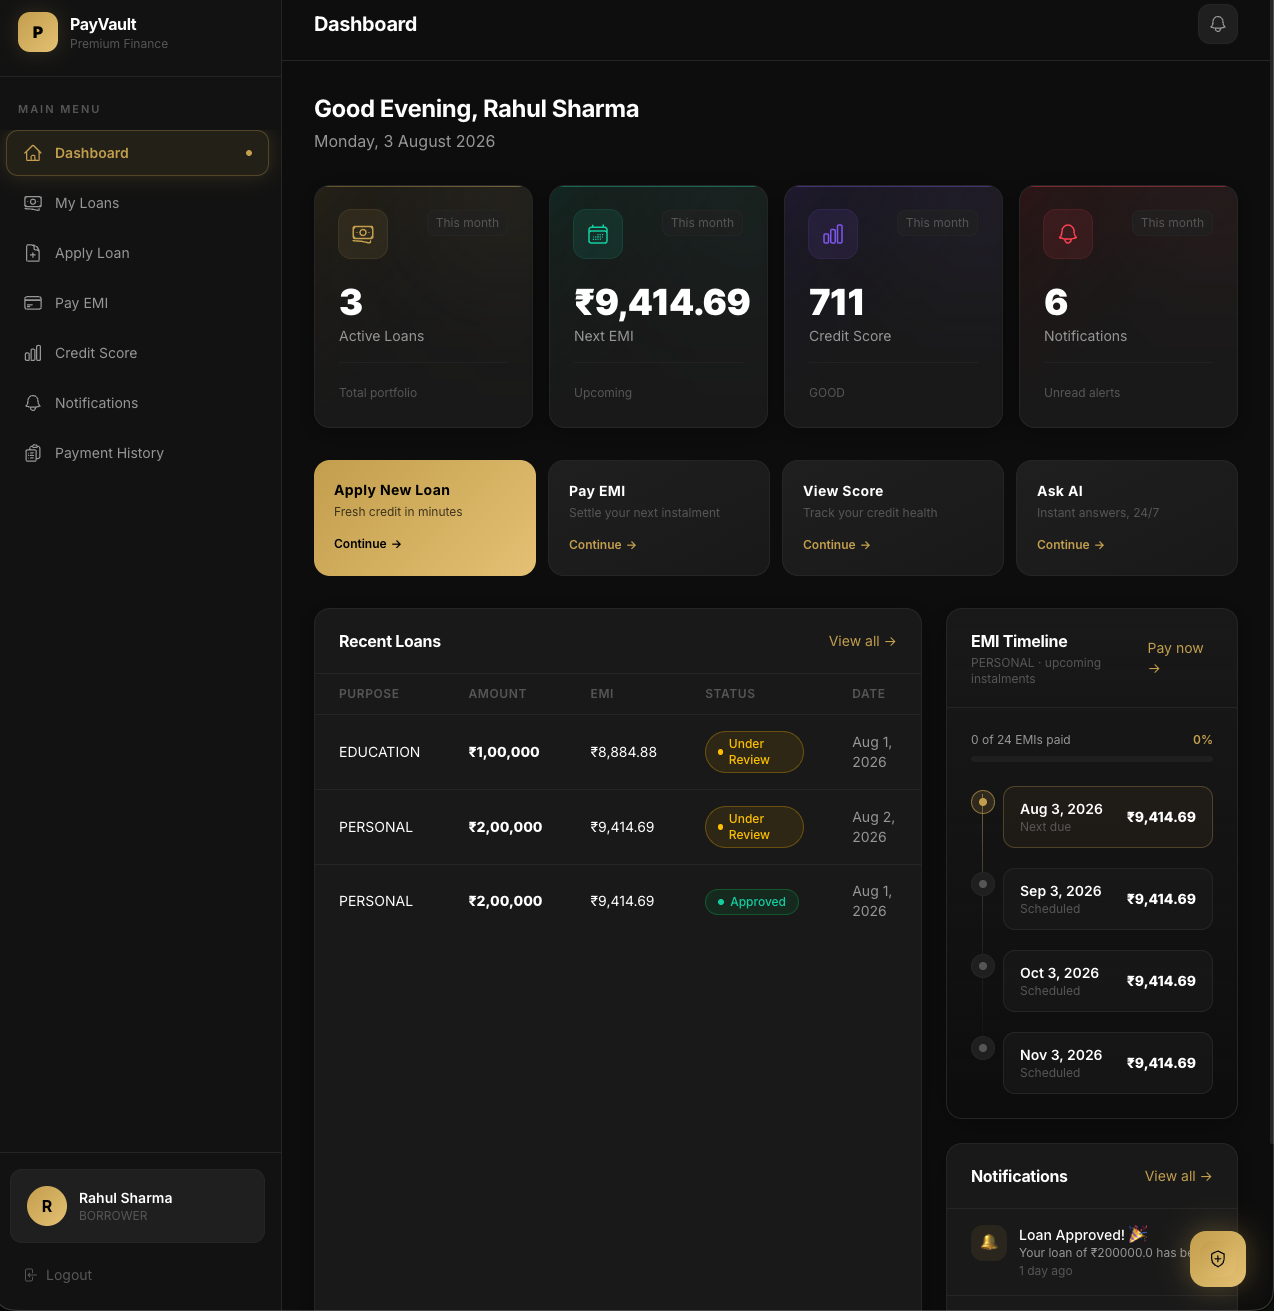 P
PayVault
Premium Finance
MAIN MENU
Dashboard
My Loans
Apply Loan
Pay EMI
Credit Score
Notifications
Payment History
Rahul Sharma
R
BORROWER
Logout
Dashboard
Good Evening, Rahul Sharma
Monday, 3 August 2026
This month
3
Active Loans
Total portfolio
This month
₹9,414.69
Next EMI
Upcoming
This month
711
Credit Score
GOOD
This month
6
Notifications
Unread alerts
Apply New Loan
Fresh credit in minutes
Continue →
Pay EMI
Settle your next instalment
Continue →
View Score
Track your credit health
Continue →
Ask AI
Instant answers, 24/7
Continue →
Recent Loans
View all →
PURPOSE AMOUNT EMI STATUS DATE
EDUCATION ₹1,00,000 ₹8,884.88 Under Review Aug 1, 2026
PERSONAL ₹2,00,000 ₹9,414.69 Under Review Aug 2, 2026
PERSONAL ₹2,00,000 ₹9,414.69 Approved Aug 1, 2026
EMI Timeline
PERSONAL · upcoming
instalments
Pay now
→
0 of 24 EMIs paid 0%
Aug 3, 2026
Next due
₹9,414.69
Sep 3, 2026
Scheduled
₹9,414.69
Oct 3, 2026
Scheduled
₹9,414.69
Nov 3, 2026
Scheduled
₹9,414.69
Notifications
View all →
Loan Approved! 🎉
Your loan of ₹200000.0 has
1 day ago